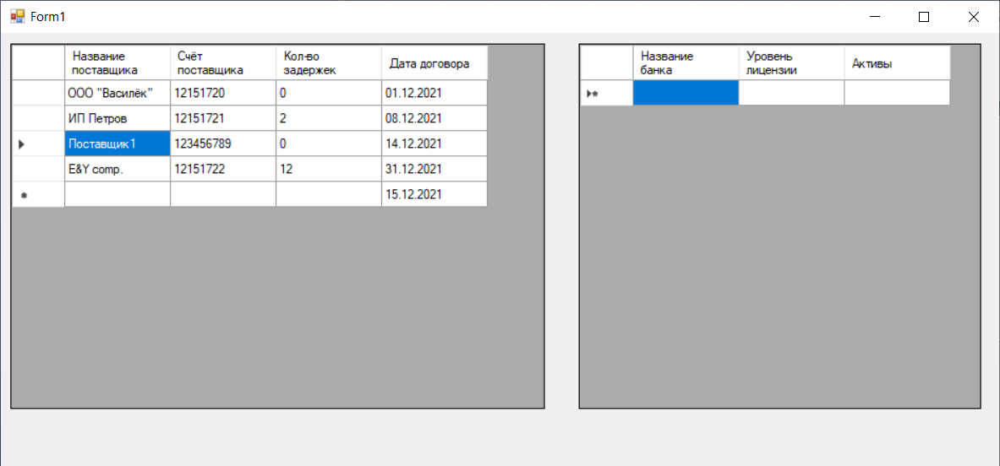 Form1
Название поставщика Счёт поставщика Кол-во задержек Дата договора
ООО "Василёк" 12151720 0 01.12.2021
ИП Петров 12151721 2 08.12.2021
Поставщик1 123456789 0 14.12.2021
E&Y comp. 12151722 12 31.12.2021
15.12.2021
Название банка Уровень лицензии Активы